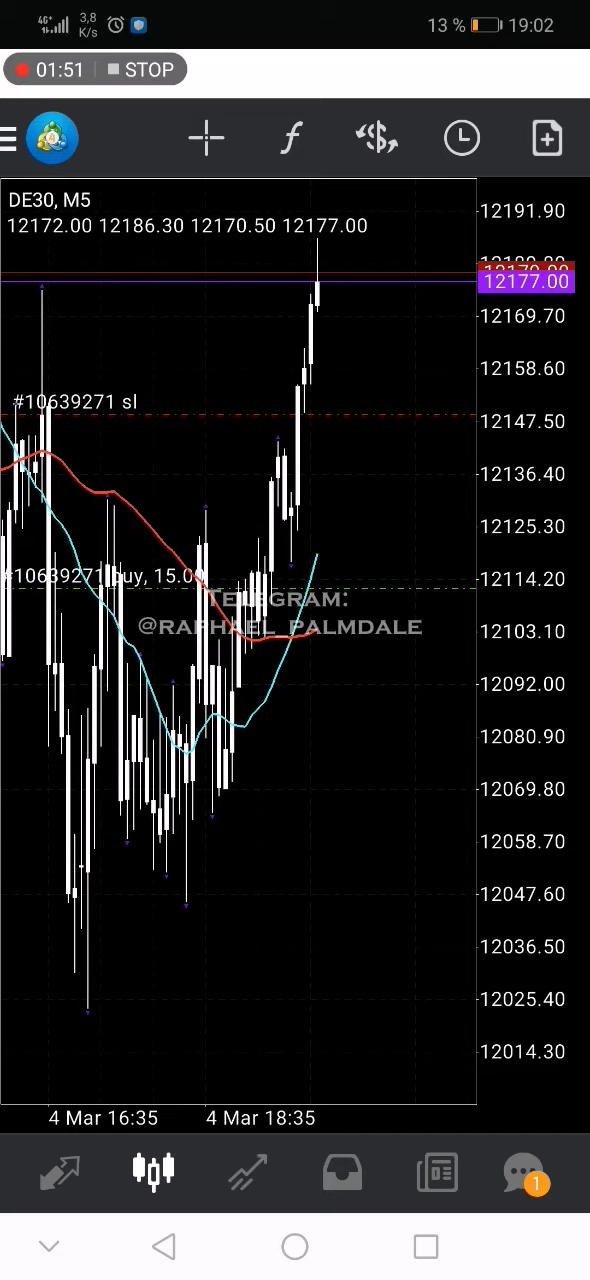 4G+
3,8
K/s
13 %
19:02
01:51
STOP
DE30, M5
12172.00 12186.30 12170.50 12177.00
12191.90
12177.00
12169.70
12158.60
#10639271 sl
12147.50
12136.40
12125.30
#10639271 buy, 15.00
12114.20
TELEGRAM:
@RAPHAEL_PALMDALE
12103.10
12092.00
12080.90
12069.80
12058.70
12047.60
12036.50
12025.40
12014.30
4 Mar 16:35
4 Mar 18:35
1